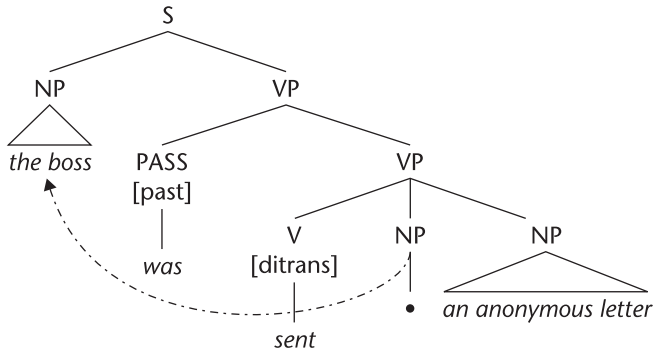 S
NP VP
the boss PASS VP
[past]
V NP NP
was [ditrans]
• an anonymous letter
sent